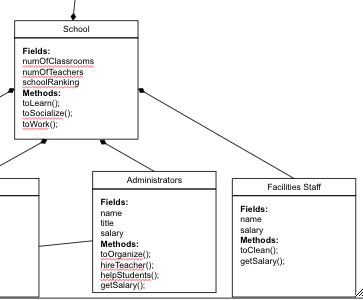 School
Fields:
numOfClassrooms
numOfTeachers
schoolRanking
Methods:
toLearn();
toSocialize();
toWork();
Administrators
Fields:
name
title
salary
Methods:
toOrganize();
hireTeacher();
helpStudents();
getSalary();
Facilities Staff
Fields:
name
salary
Methods:
toClean();
getSalary();